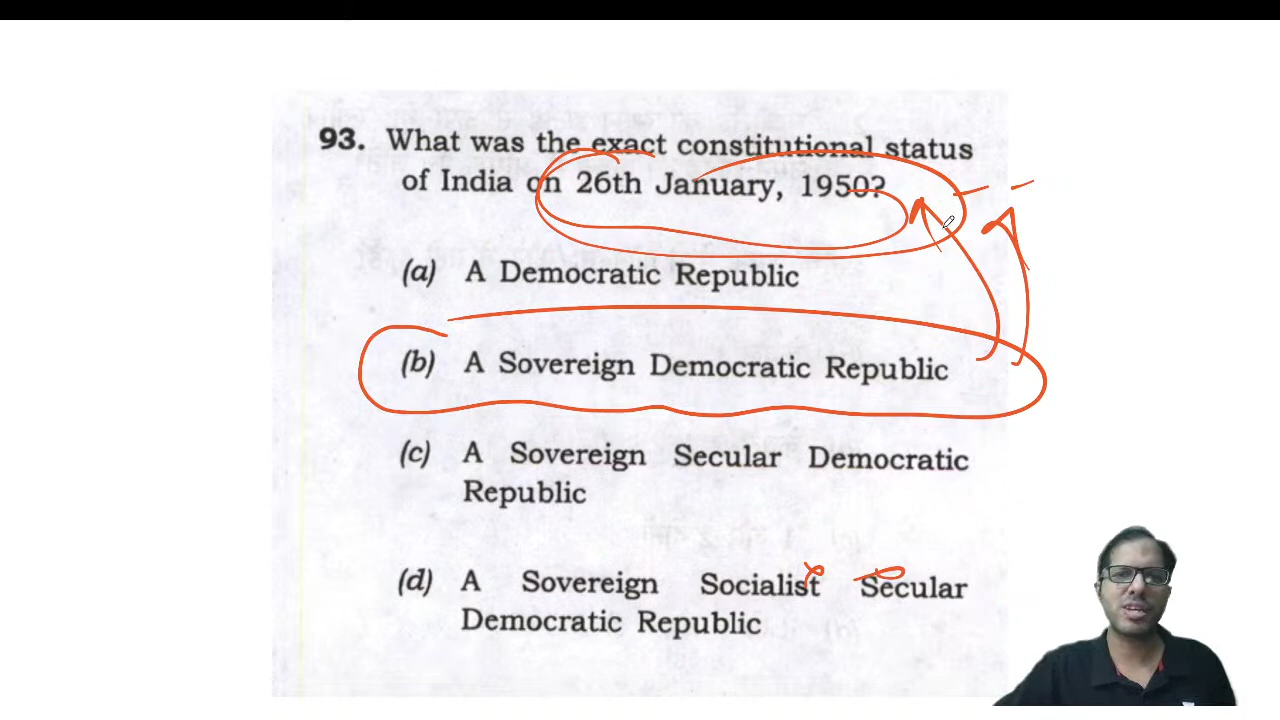 93. What was the exact constitutional status
of India on 26th January, 1950?
(a) A Democratic Republic
(b) A Sovereign Democratic Republic
(c) A Sovereign Secular Democratic
Republic
(d) A Sovereign Socialist Secular
Democratic Republic